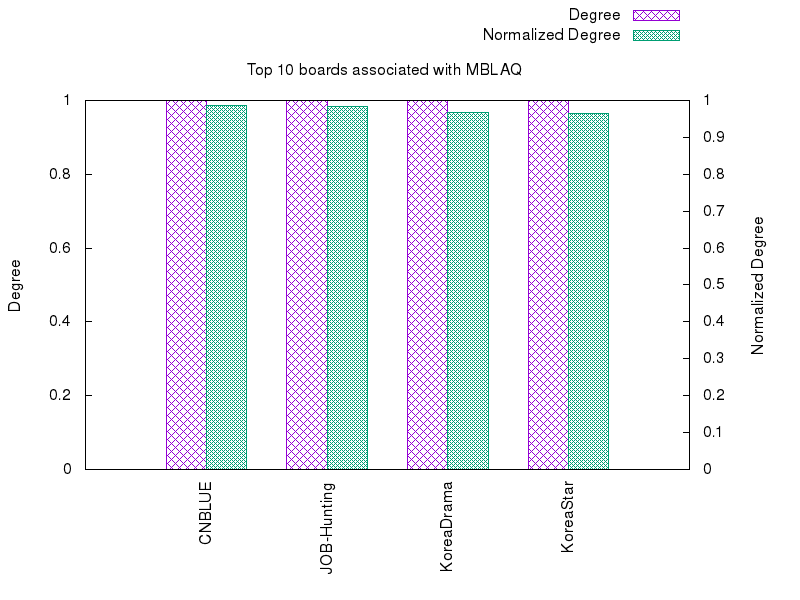 Degree
Normalized Degree
Top 10 boards associated with MBLAQ
1
0.8
0.6
0.4
0.2
0
Degree
1
0.9
0.8
0.7
0.6
0.5
0.4
0.3
0.2
0.1
0
Normalized Degree
CNBLUE
JOB-Hunting
KoreaDrama
KoreaStar